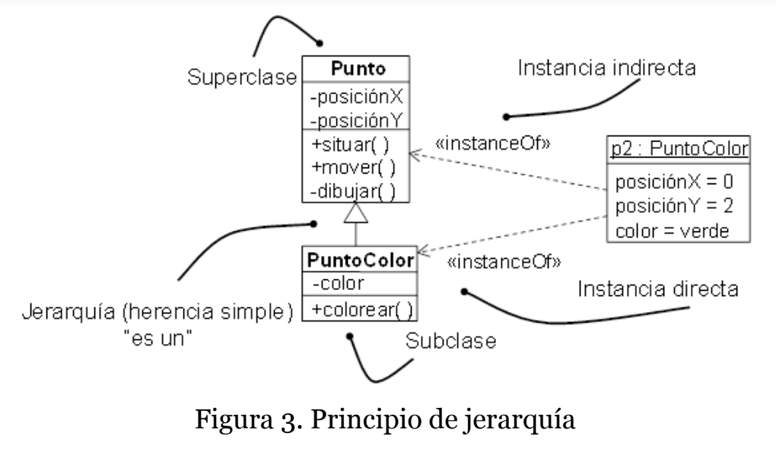 Superclase
Punto
-posiciónX
-posiciónY
+situar( )
+mover( )
-dibujar( )
Instancia indirecta
«instanceOf»
p2 : PuntoColor
posiciónX = 0
posiciónY = 2
color = verde
PuntoColor
-color
+colorear( )
«instanceOf»
Instancia directa
Jerarquía (herencia simple)
"es un"
Subclase
Figura 3. Principio de jerarquía